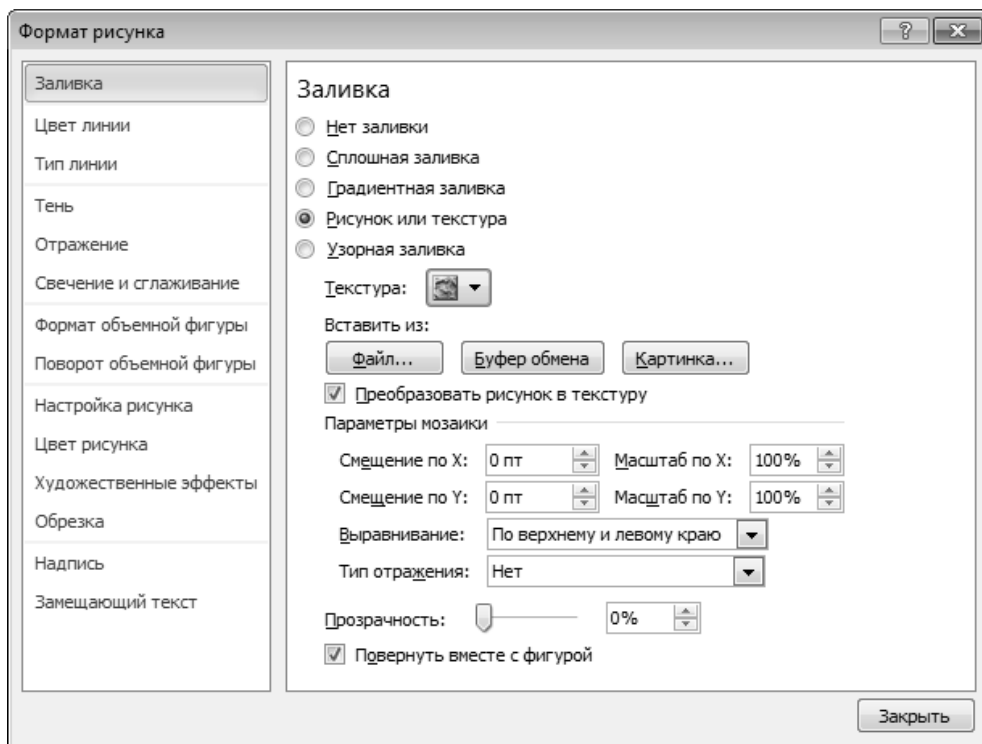 Формат рисунка
Заливка
Цвет линии
Тип линии
Тень
Отражение
Свечение и сглаживание
Формат объемной фигуры
Поворот объемной фигуры
Настройка рисунка
Цвет рисунка
Художественные эффекты
Обрезка
Надпись
Замещающий текст
Заливка
Нет заливки
Сплошная заливка
Градиентная заливка
Рисунок или текстура
Узорная заливка
Текстура:
Вставить из:
Файл... Буфер обмена Картинка...
Преобразовать рисунок в текстуру
Параметры мозаики
Смещение по X: 0 пт Масштаб по X: 100%
Смещение по Y: 0 пт Масштаб по Y: 100%
Выравнивание: По верхнему и левому краю
Тип отражения: Нет
Прозрачность: 0%
Повернуть вместе с фигурой
Закрыть